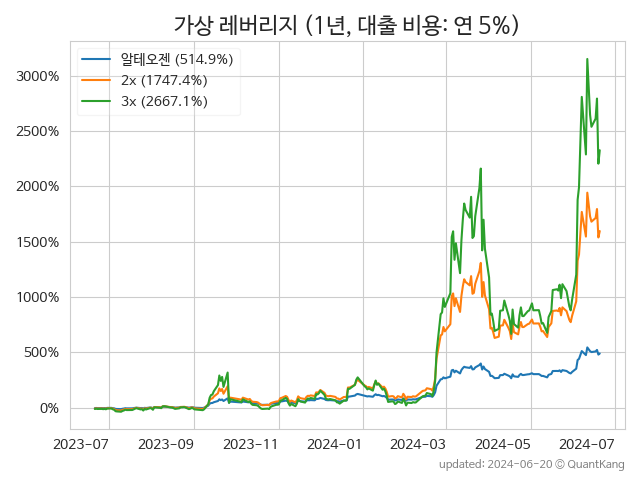 가상 레버리지 (1년, 대출 비용: 연 5%)
알테오젠 (514.9%)
2x (1747.4%)
3x (2667.1%)
3000%
2500%
2000%
1500%
1000%
500%
0%
2023-07 2023-09 2023-11 2024-01 2024-03 2024-05 2024-07
updated: 2024-06-20 © QuantKang